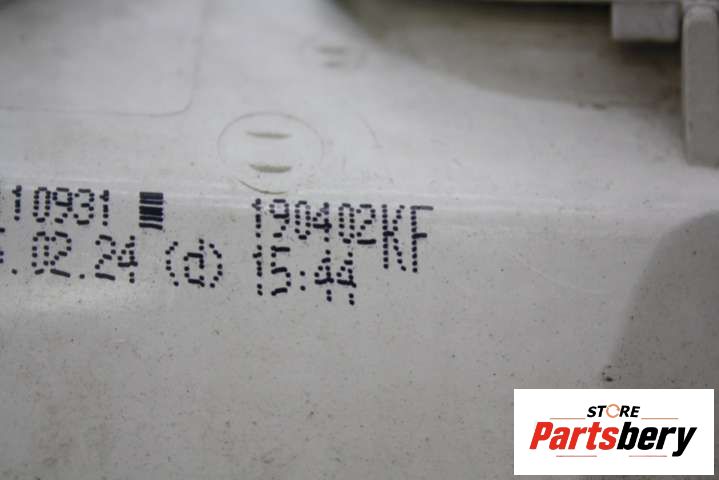 10931 190402KF
.02.24 (d) 15:44
STORE
Partsbery